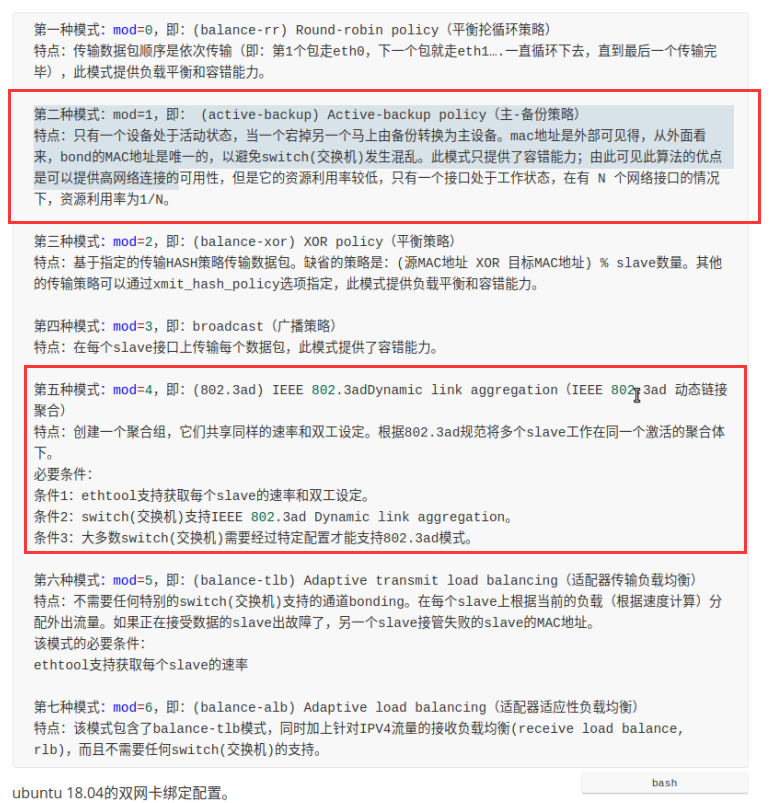 第一种模式：mod=0，即：(balance-rr) Round-robin policy（平衡抡循环策略）
特点：传输数据包顺序是依次传输（即：第1个包走eth0，下一个包就走eth1….一直循环下去，直到最后一个传输完
毕），此模式提供负载平衡和容错能力。
第二种模式：mod=1，即： (active-backup) Active-backup policy（主-备份策略）
特点：只有一个设备处于活动状态，当一个宕掉另一个马上由备份转换为主设备。mac地址是外部可见得，从外面看
来，bond的MAC地址是唯一的，以避免switch(交换机)发生混乱。此模式只提供了容错能力；由此可见此算法的优点
是可以提供高网络连接的可用性，但是它的资源利用率较低，只有一个接口处于工作状态，在有 N 个网络接口的情况
下，资源利用率为1/N。
第三种模式：mod=2，即：(balance-xor) XOR policy（平衡策略）
特点：基于指定的传输HASH策略传输数据包。缺省的策略是：(源MAC地址 XOR 目标MAC地址) % slave数量。其他
的传输策略可以通过xmit_hash_policy选项指定，此模式提供负载平衡和容错能力。
第四种模式：mod=3，即：broadcast（广播策略）
特点：在每个slave接口上传输每个数据包，此模式提供了容错能力。
第五种模式：mod=4，即：(802.3ad) IEEE 802.3adDynamic link aggregation（IEEE 802.3ad 动态链接
聚合）
特点：创建一个聚合组，它们共享同样的速率和双工设定。根据802.3ad规范将多个slave工作在同一个激活的聚合体
下。
必要条件：
条件1：ethtool支持获取每个slave的速率和双工设定。
条件2：switch(交换机)支持IEEE 802.3ad Dynamic link aggregation。
条件3：大多数switch(交换机)需要经过特定配置才能支持802.3ad模式。
第六种模式：mod=5，即：(balance-tlb) Adaptive transmit load balancing（适配器传输负载均衡）
特点：不需要任何特别的switch(交换机)支持的通道bonding。在每个slave上根据当前的负载（根据速度计算）分
配外出流量。如果正在接受数据的slave出故障了，另一个slave接管失败的slave的MAC地址。
该模式的必要条件：
ethtool支持获取每个slave的速率
第七种模式：mod=6，即：(balance-alb) Adaptive load balancing（适配器适应性负载均衡）
特点：该模式包含了balance-tlb模式，同时加上针对IPV4流量的接收负载均衡(receive load balance,
rlb)，而且不需要任何switch(交换机)的支持。
bash
ubuntu 18.04的双网卡绑定配置。